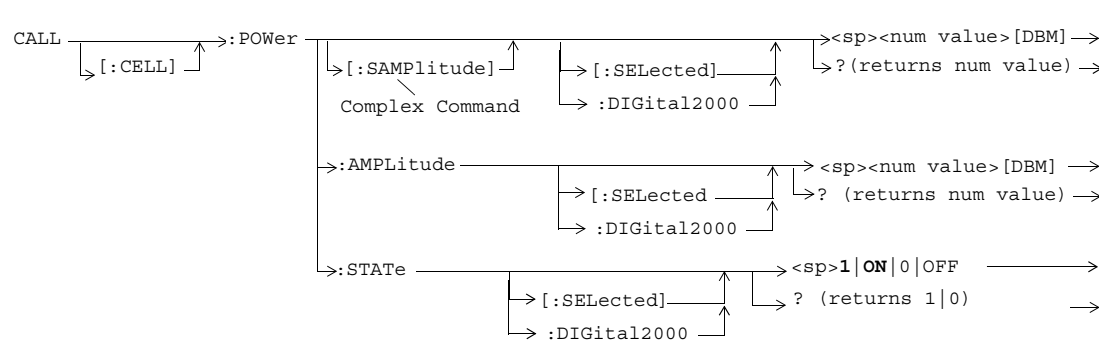 CALL :POWer <sp><num value>[DBM]
[:CELL] [:SAMPlitude] [:SELected] ?(returns num value)
Complex Command :DIGital2000
:AMPLitude <sp><num value>[DBM]
[:SELected ? (returns num value)
:DIGital2000
:STATe <sp>1|ON|0|OFF
[:SELected] ? (returns 1|0)
:DIGital2000